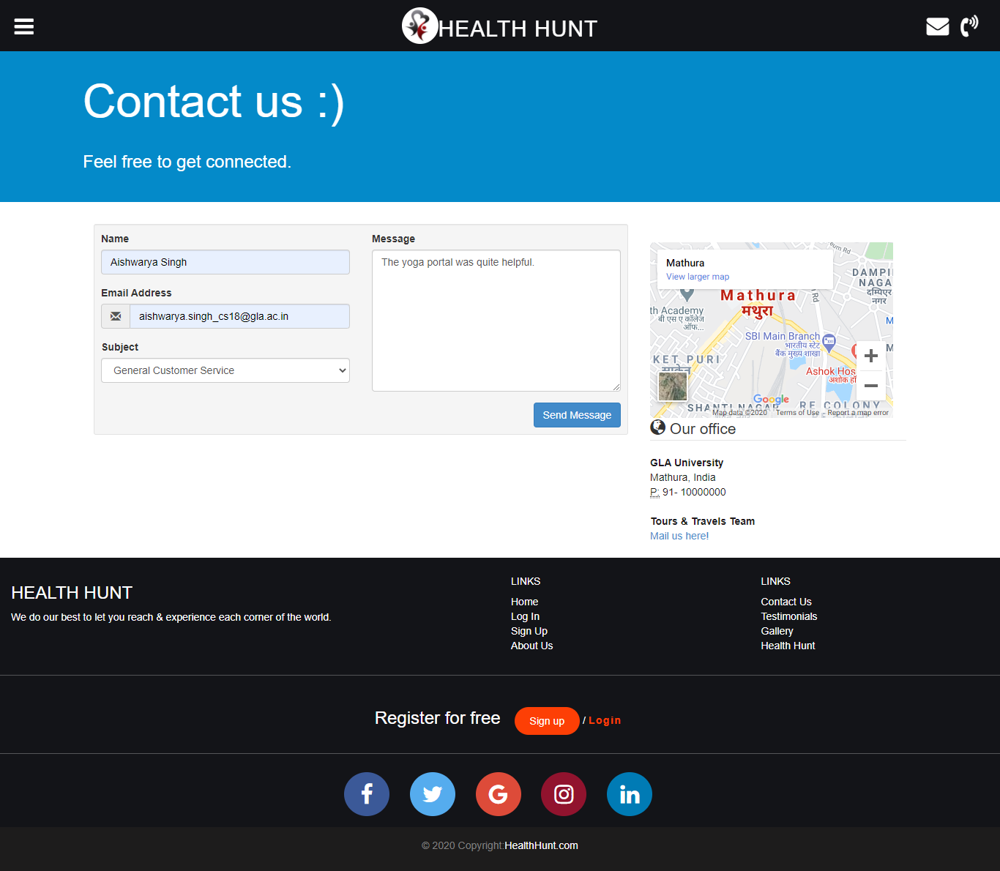 HEALTH HUNT
Contact us :)
Feel free to get connected.
Name
Aishwarya Singh
Email Address
aishwarya.singh_cs18@gla.ac.in
Subject
General Customer Service
Message
The yoga portal was quite helpful.
Send Message
Mathura
View larger map
Mathura
मथुरा
th Academy
बी एस ए कॉलेज
ऑफ...
eum Rd
Rd
DAMPI
NAGA
दम्पिएर
नगर
M
SBI Main Branch
भारतीय स्टेट
बैंक मुख्य शाखा
M
KET PURI
साकेत
Ashok Hos
अशोक हॉ
SHANTI NAGAR
RE COLONY
Google
Map data ©2020 Terms of Use Report a map error
Our office
GLA University
Mathura, India
P: 91- 10000000
Tours & Travels Team
Mail us here!
HEALTH HUNT
We do our best to let you reach & experience each corner of the world.
LINKS
Home
Log In
Sign Up
About Us
LINKS
Contact Us
Testimonials
Gallery
Health Hunt
Register for free Sign up / Login
© 2020 Copyright:HealthHunt.com